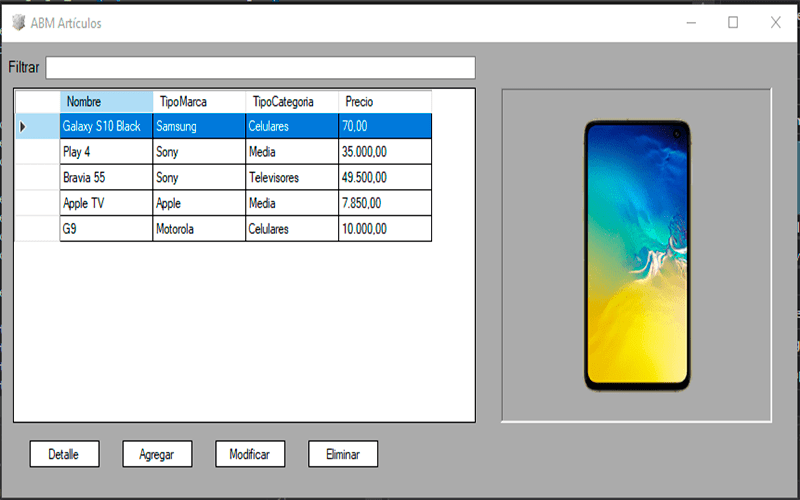 ABM Artículos
Filtrar
Nombre TipoMarca TipoCategoria Precio
Galaxy S10 Black Samsung Celulares 70,00
Play 4 Sony Media 35.000,00
Bravia 55 Sony Televisores 49.500,00
Apple TV Apple Media 7.850,00
G9 Motorola Celulares 10.000,00
Detalle Agregar Modificar Eliminar